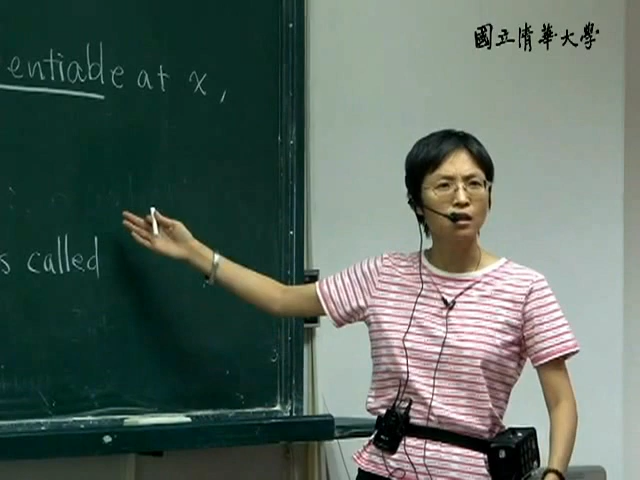 國立清華大學
entiable at x,
s called